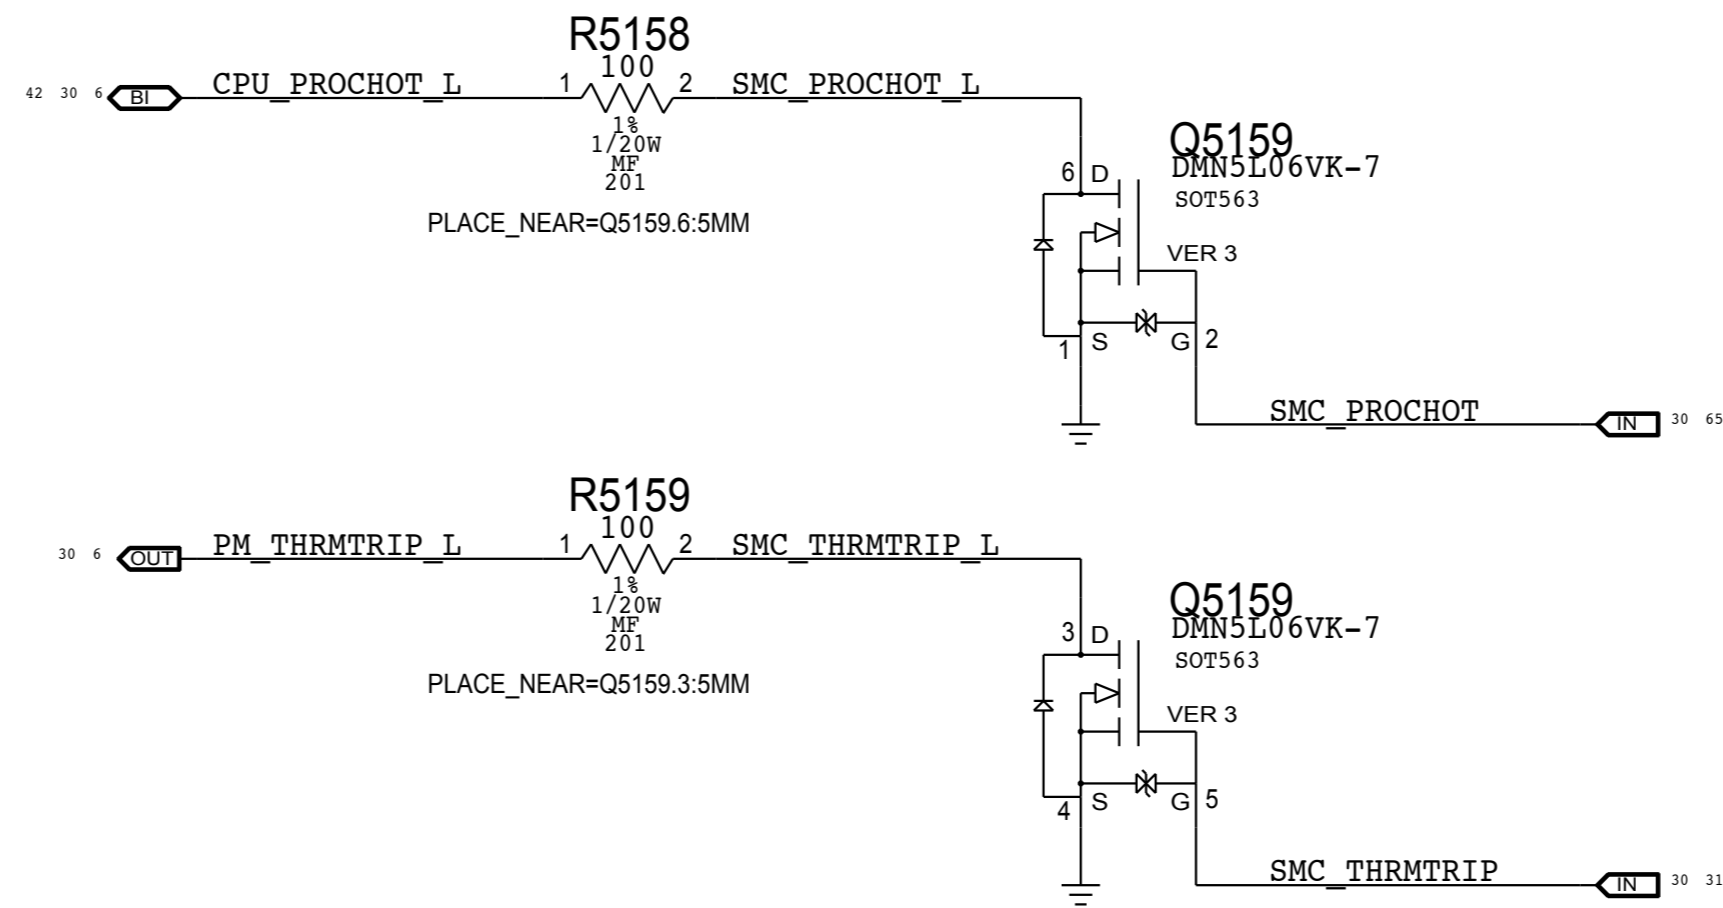 R5158
100
42 30 6 BI CPU_PROCHOT_L 1 2 SMC_PROCHOT_L
1%
1/20W
MF
201
PLACE_NEAR=Q5159.6:5MM
Q5159
DMN5L06VK-7
6 D
SOT563
VER 3
1 S G 2
SMC_PROCHOT IN 30 65
R5159
100
30 6 OUT PM_THRMTRIP_L 1 2 SMC_THRMTRIP_L
1%
1/20W
MF
201
PLACE_NEAR=Q5159.3:5MM
Q5159
DMN5L06VK-7
3 D
SOT563
VER 3
4 S G 5
SMC_THRMTRIP IN 30 31